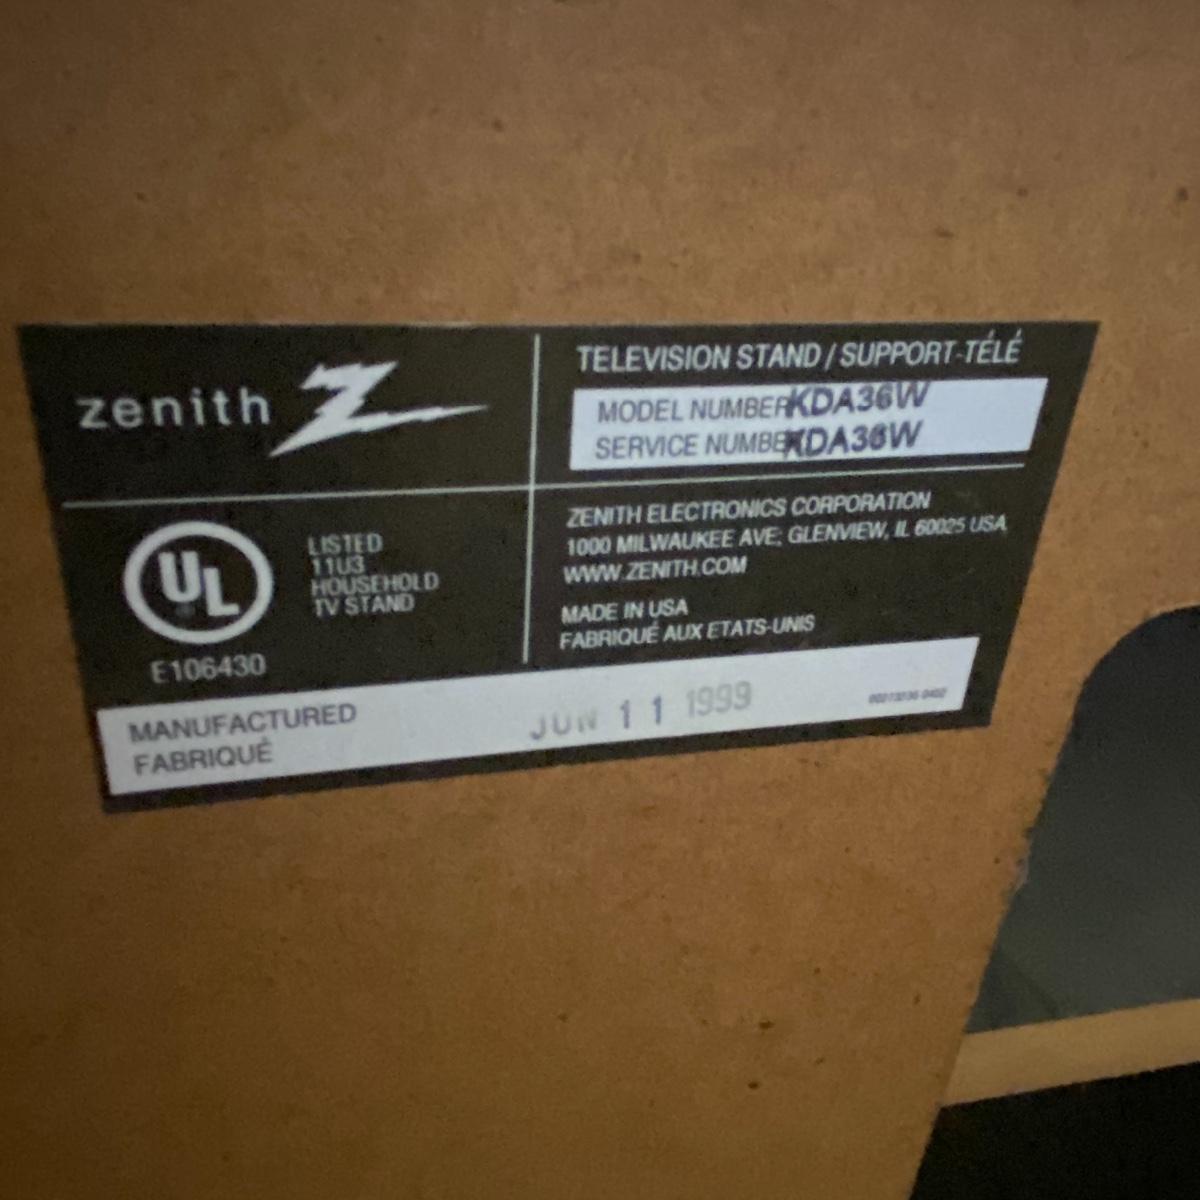 zenith
TELEVISION STAND / SUPPORT-TÉLÉ
MODEL NUMBER KDA36W
SERVICE NUMBER KDA36W
UL
LISTED
11U3
HOUSEHOLD
TV STAND
E106430
ZENITH ELECTRONICS CORPORATION
1000 MILWAUKEE AVE; GLENVIEW, IL 60025 USA
WWW.ZENITH.COM
MADE IN USA
FABRIQUÉ AUX ETATS-UNIS
MANUFACTURED
FABRIQUÉ
JUN 11 1999